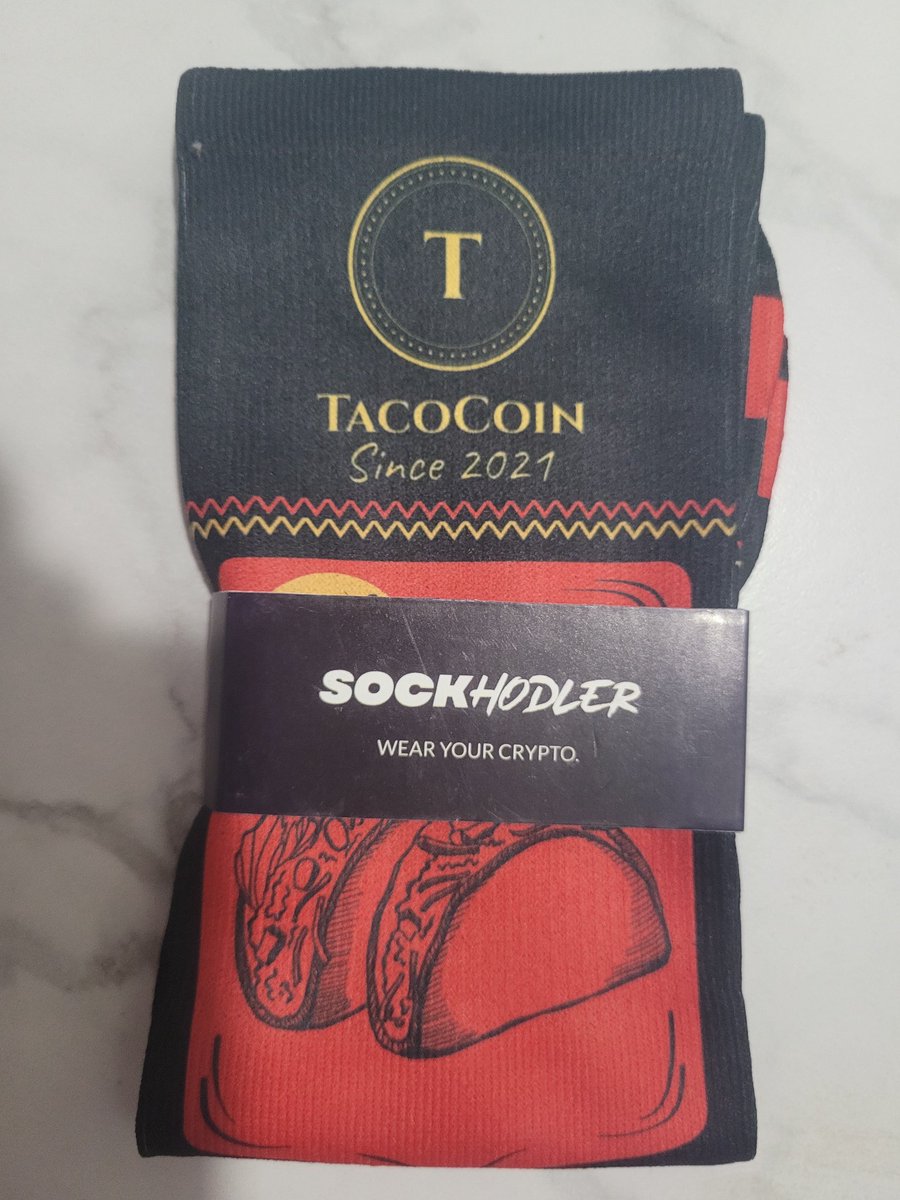 T
TACOCOIN
Since 2021
SOCKHODLER
WEAR YOUR CRYPTO.